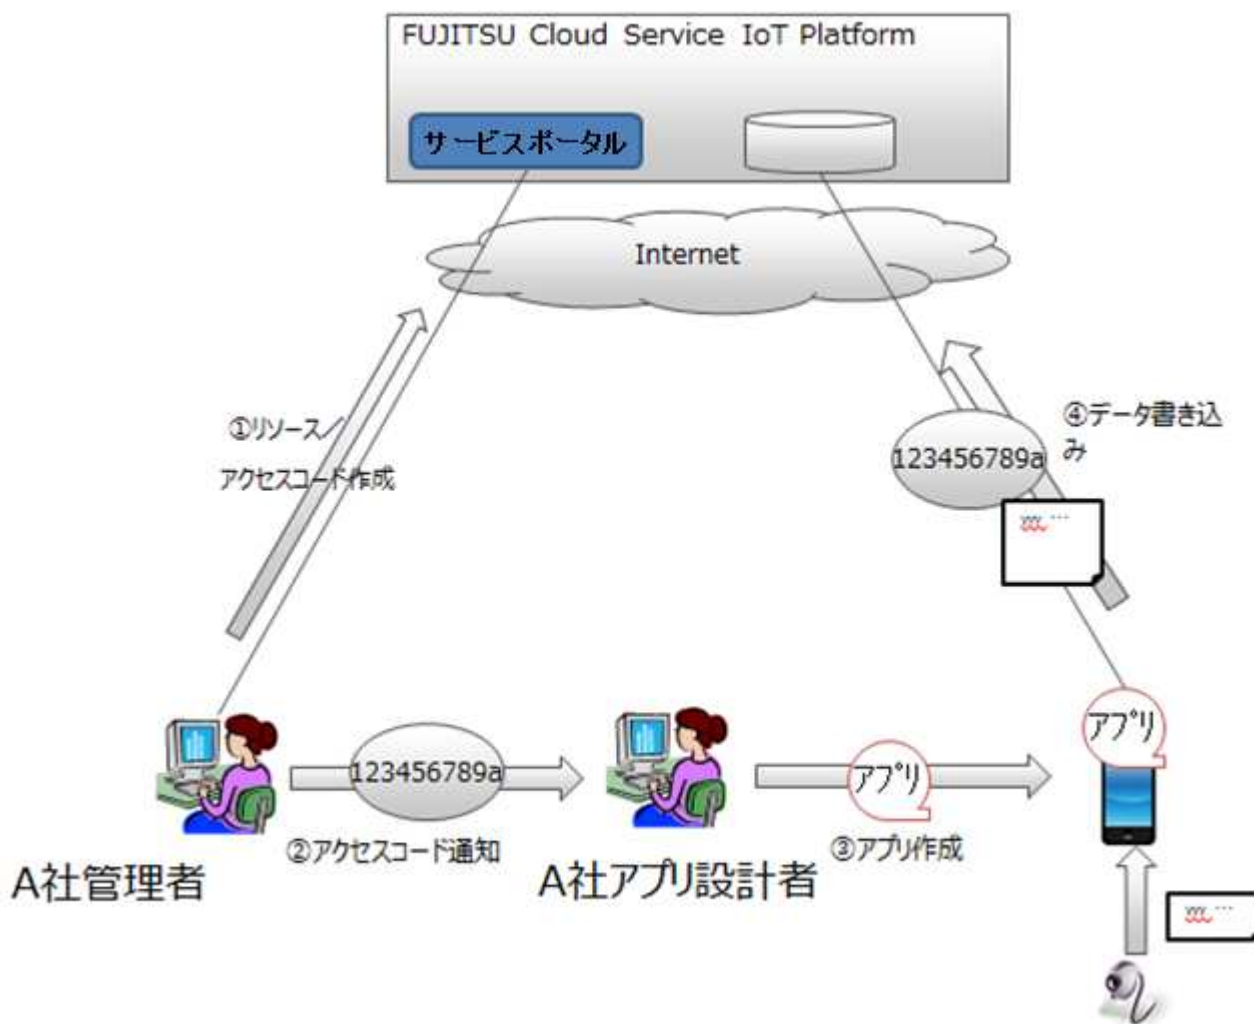 FUJITSU Cloud Service IoT Platform
サービスポータル
Internet
①リソース／
アクセスコード作成
④データ書き込
み
123456789a
yyy …
アプリ
123456789a
アプリ
②アクセスコード通知
③アプリ作成
A社管理者
A社アプリ設計者
yyy …